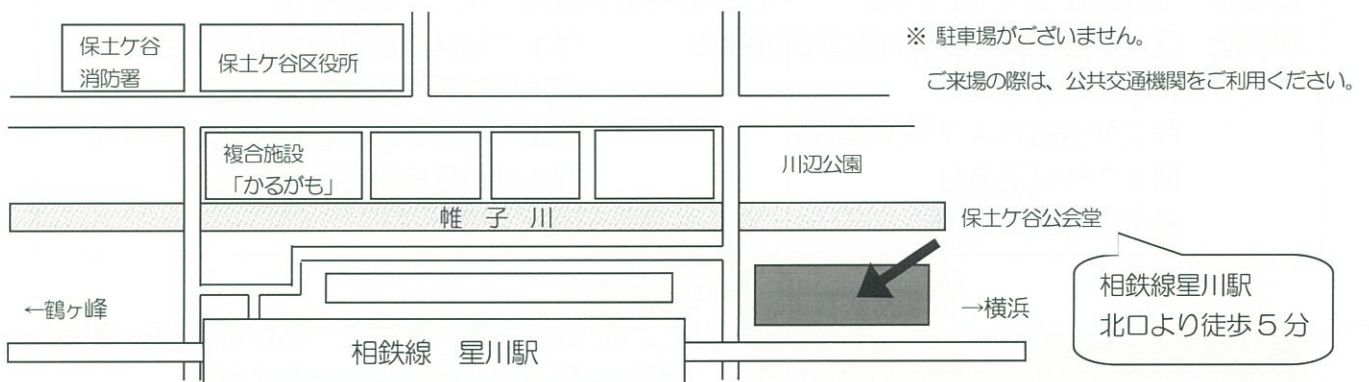 保土ケ谷
消防署
保土ケ谷区役所
※ 駐車場がございません。
ご来場の際は、公共交通機関をご利用ください。
複合施設
「かるがも」
川辺公園
帷 子 川
保土ケ谷公会堂
←鶴ヶ峰
→横浜
相鉄線星川駅
北口より徒歩5分
相鉄線 星川駅